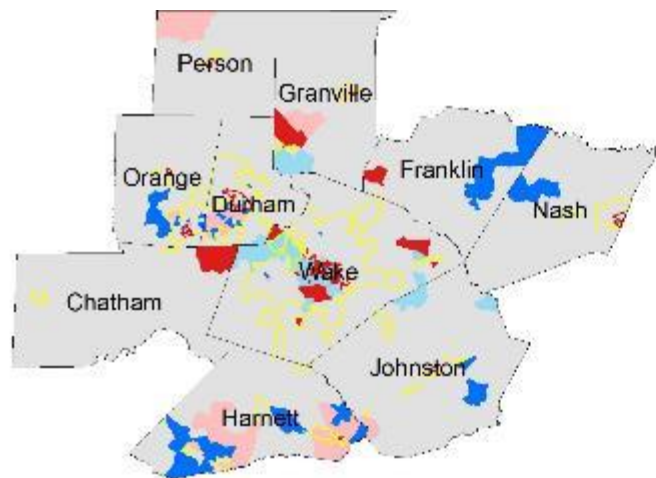 Person
Granville
Orange
Durham
Franklin
Nash
Wake
Chatham
Johnston
Harnett